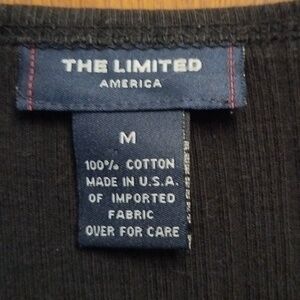 THE LIMITED
AMERICA
M
100% COTTON
MADE IN U.S.A.
OF IMPORTED
FABRIC
OVER FOR CARE